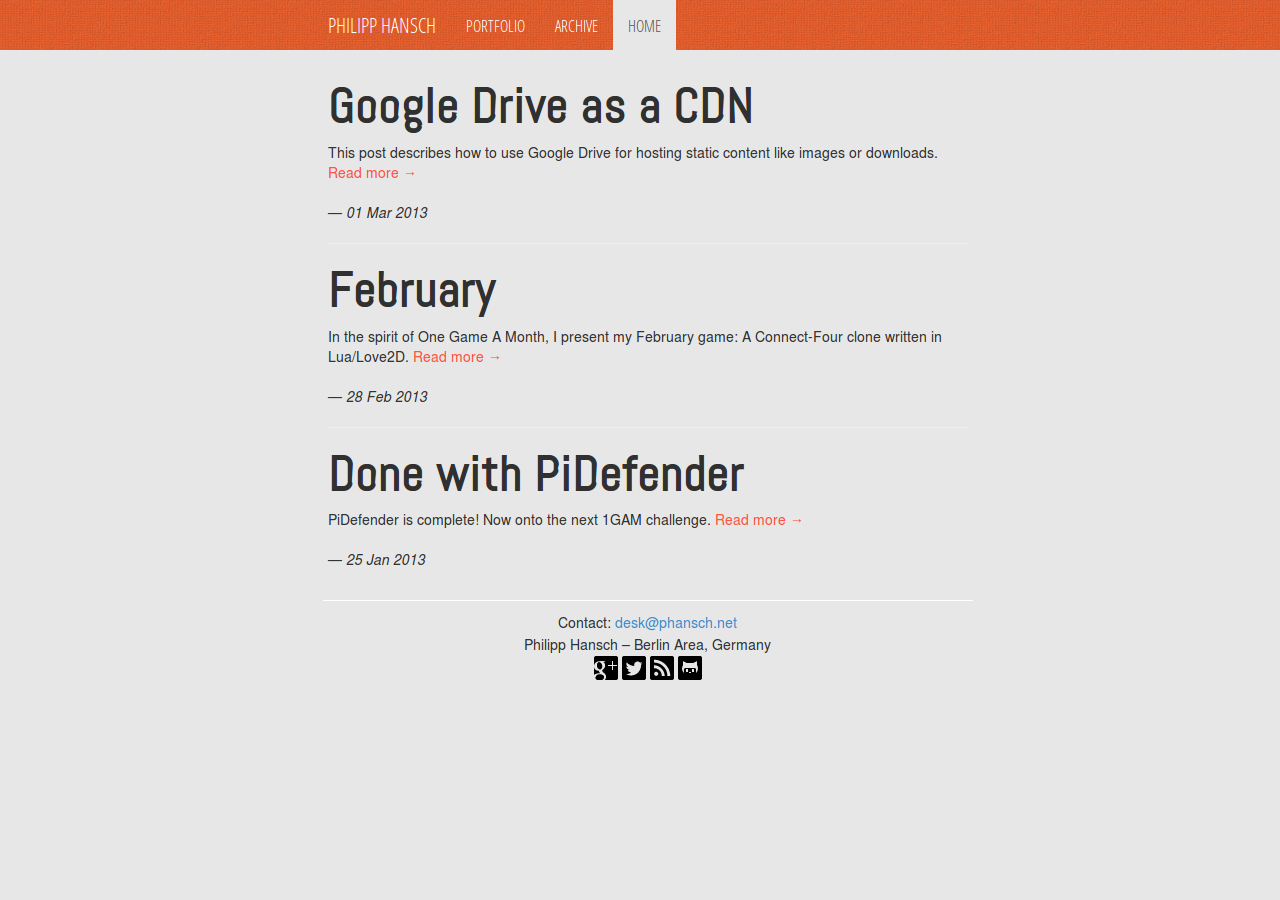 PHILIPP HANSCH PORTFOLIO ARCHIVE HOME
Google Drive as a CDN
This post describes how to use Google Drive for hosting static content like images or downloads.
Read more →
— 01 Mar 2013
February
In the spirit of One Game A Month, I present my February game: A Connect-Four clone written in
Lua/Love2D. Read more →
— 28 Feb 2013
Done with PiDefender
PiDefender is complete! Now onto the next 1GAM challenge. Read more →
— 25 Jan 2013
Contact: desk@phansch.net
Philipp Hansch – Berlin Area, Germany
g+